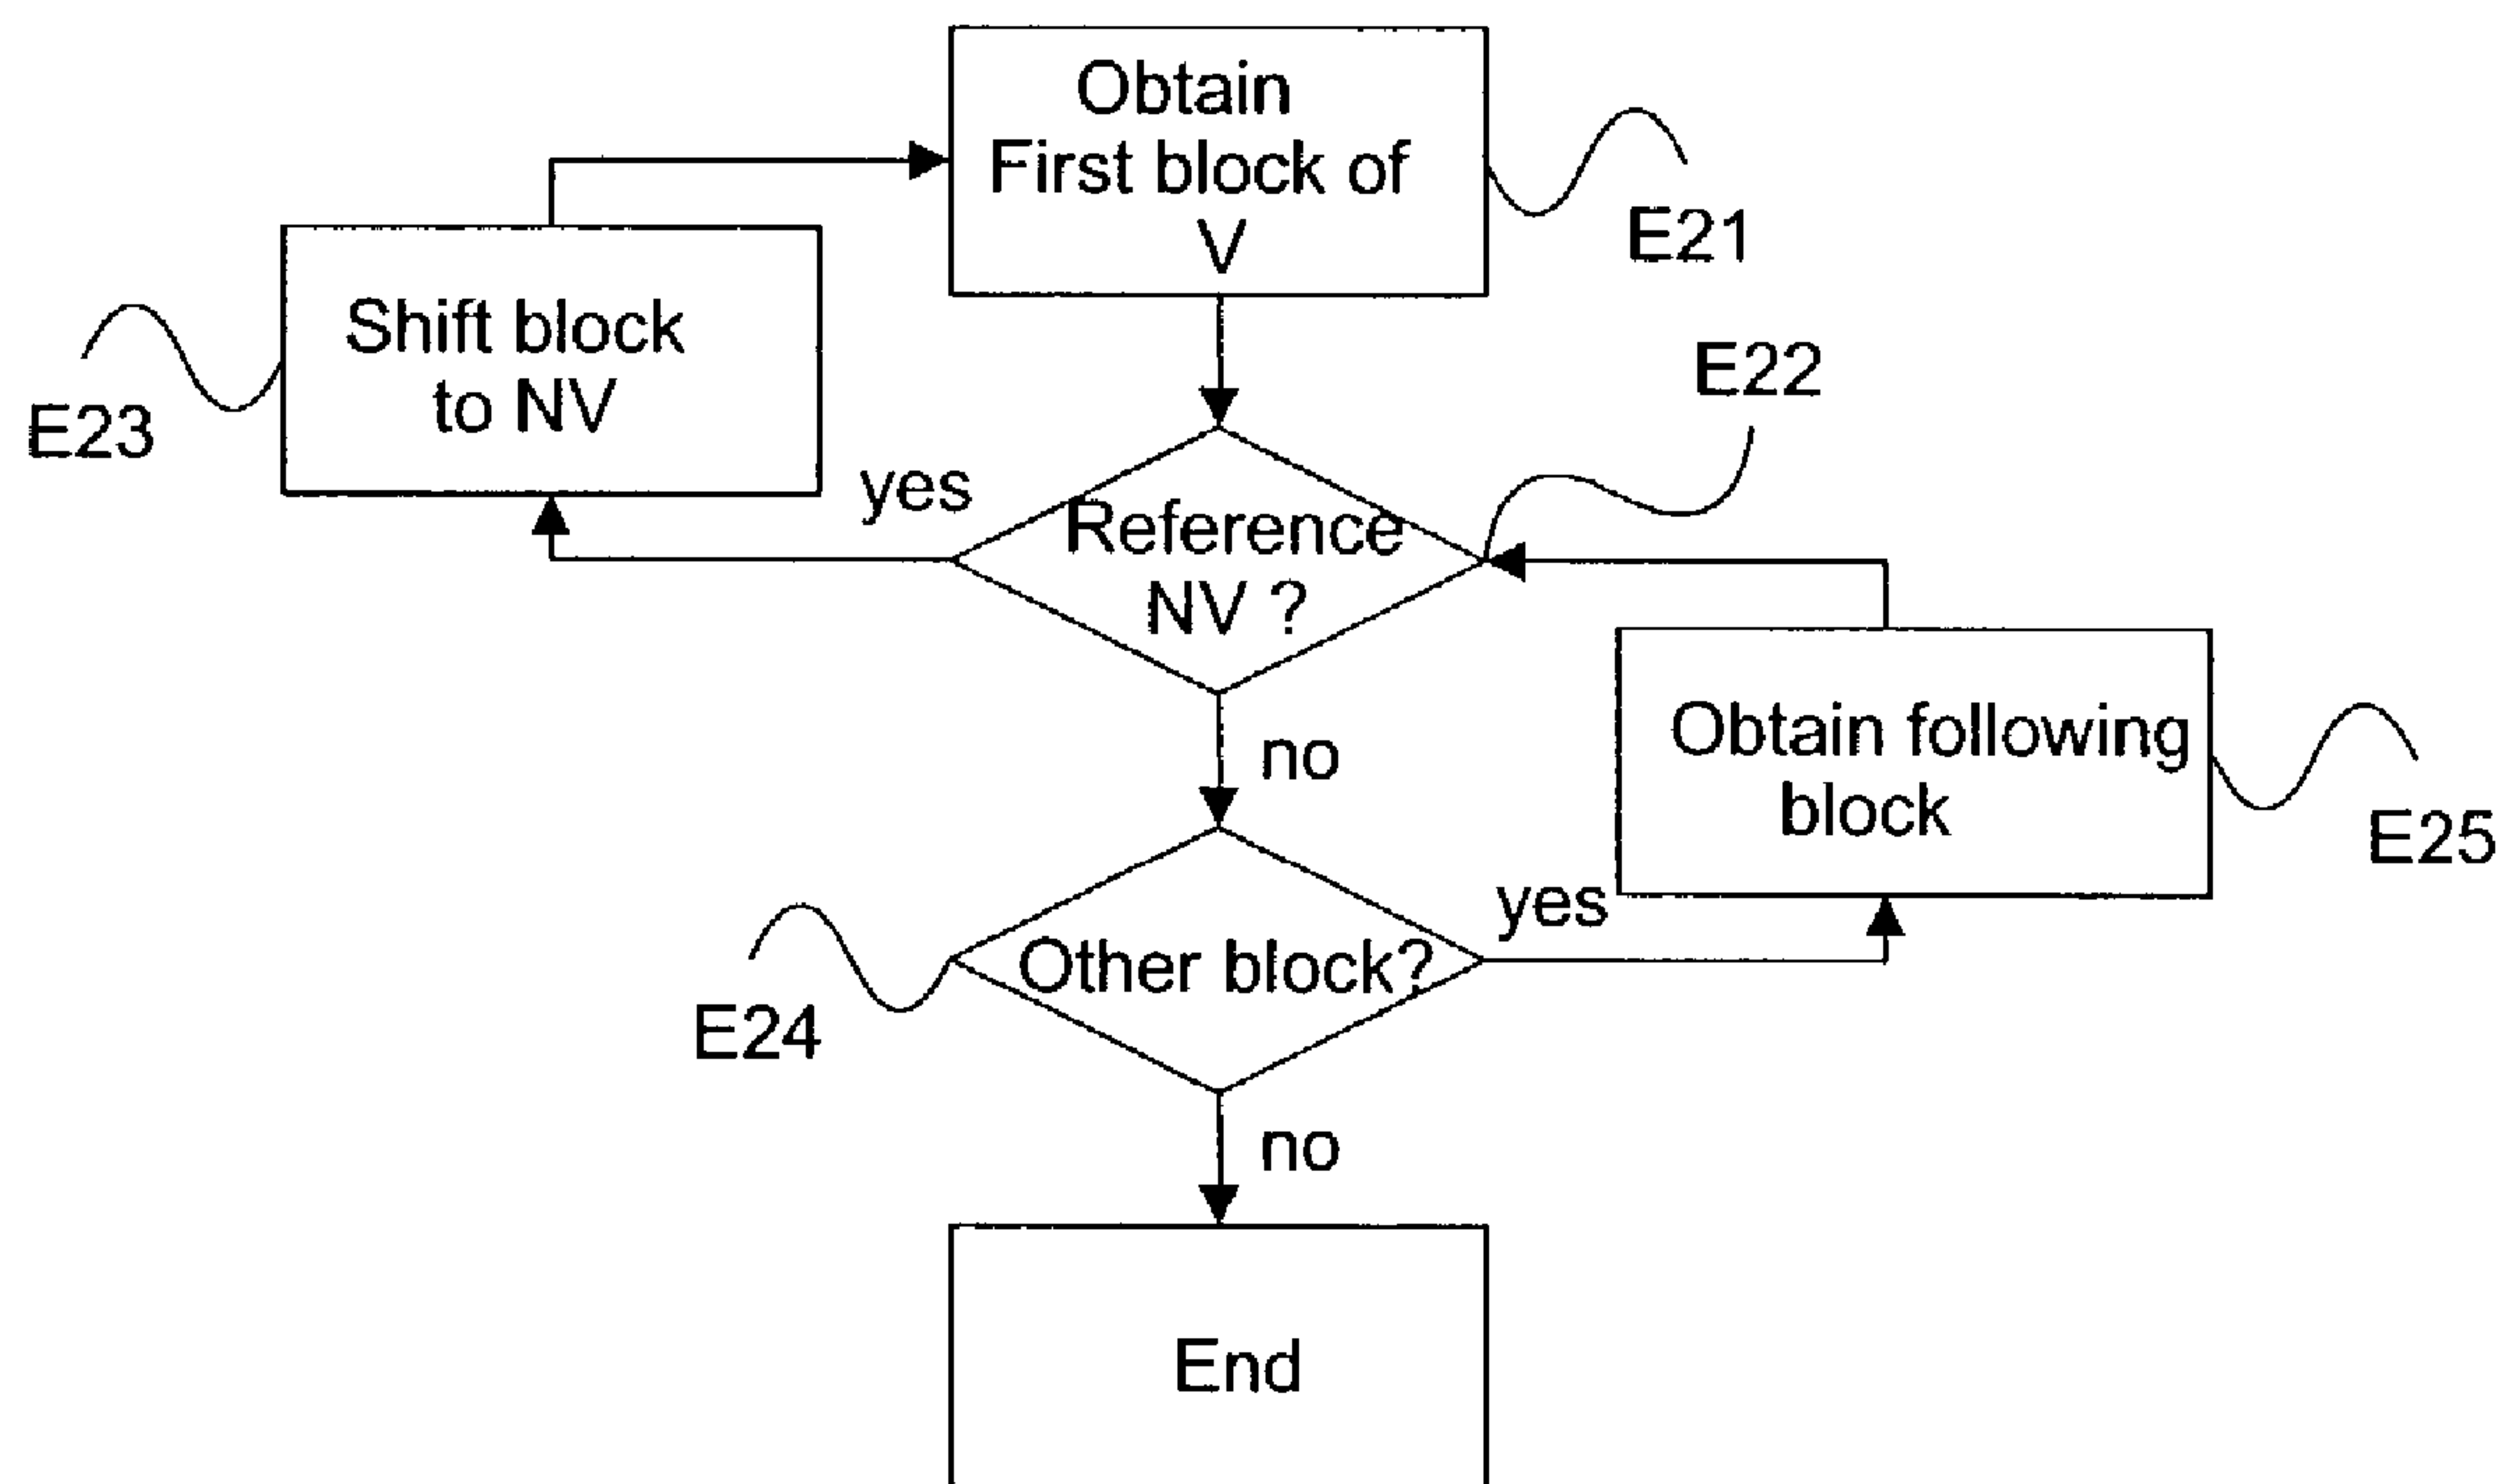 Obtain
First block of
V
E21
Shift block
to NV
E23
E22
yes
Reference
NV ?
no
Obtain following
block
E25
yes
Other block?
E24
no
End